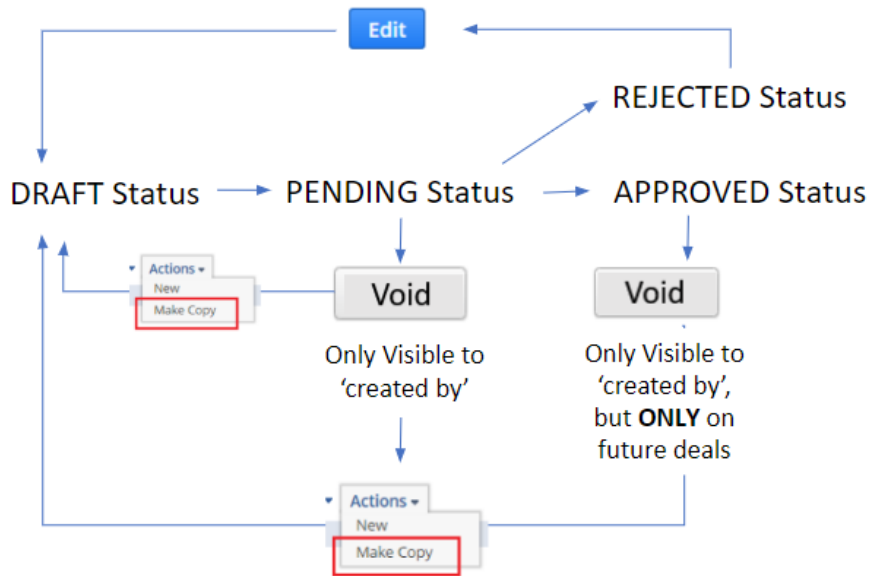 Edit
REJECTED Status
DRAFT Status
PENDING Status
APPROVED Status
Actions
New
Make Copy
Void
Void
Only Visible to
‘created by’
Only Visible to
‘created by’,
but ONLY on
future deals
Actions
New
Make Copy